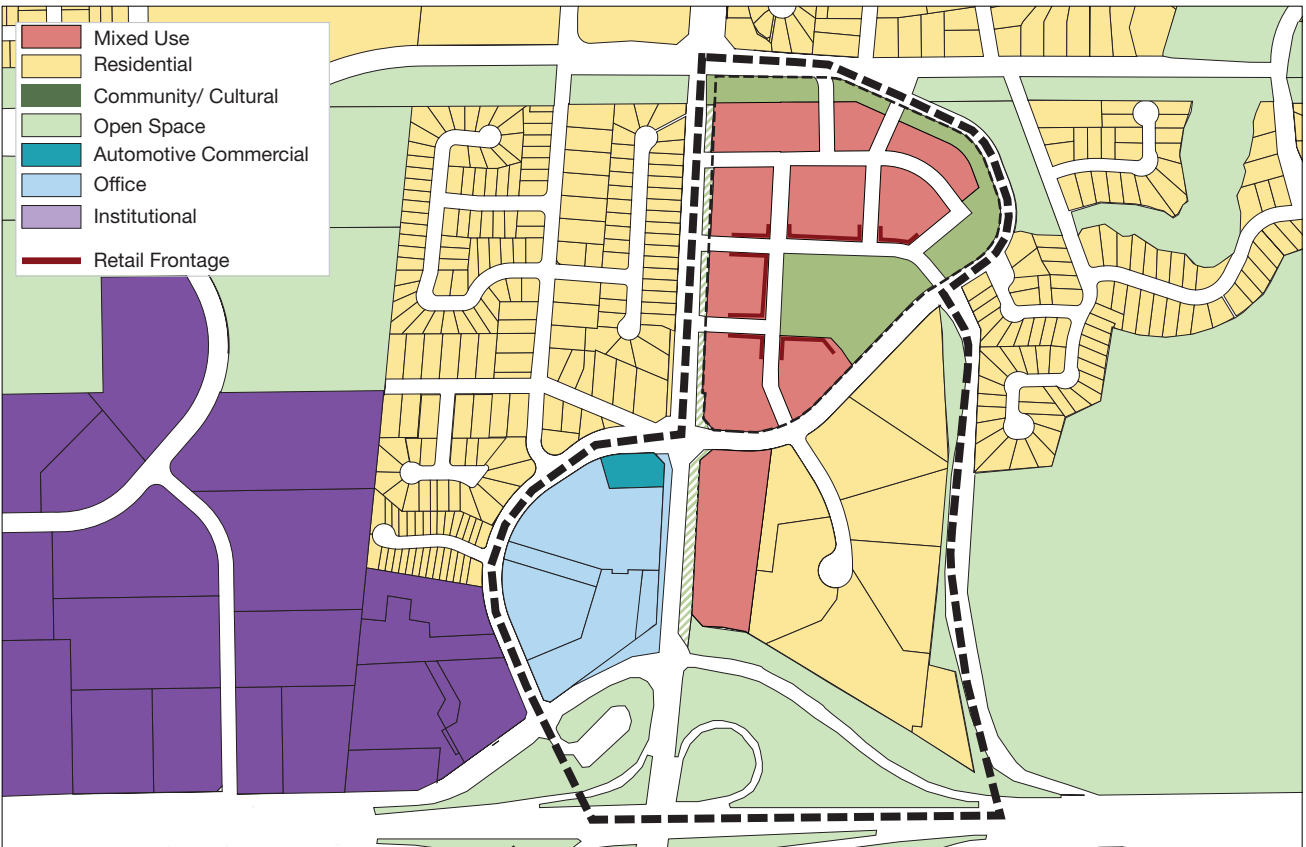 Mixed Use
Residential
Community/ Cultural
Open Space
Automotive Commercial
Office
Institutional
Retail Frontage